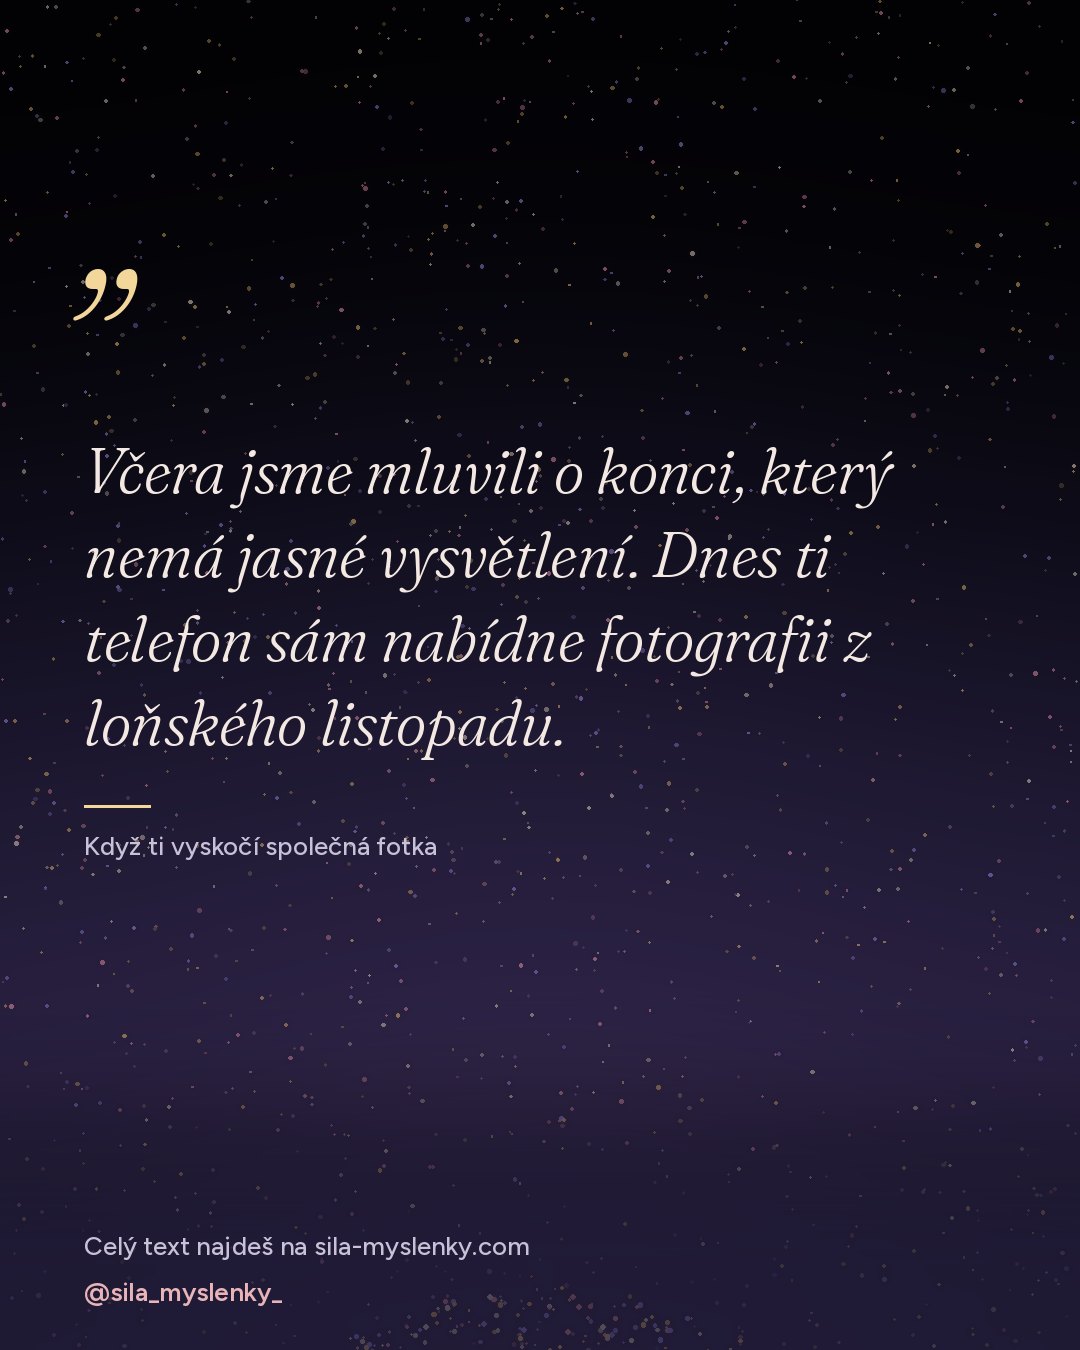 ”
Včera jsme mluvili o konci, který
nemá jasné vysvětlení. Dnes ti
telefon sám nabídne fotografii z
loňského listopadu.
Když ti vyskočí společná fotka
Celý text najdeš na sila-myslenky.com
@sila_myslenky_